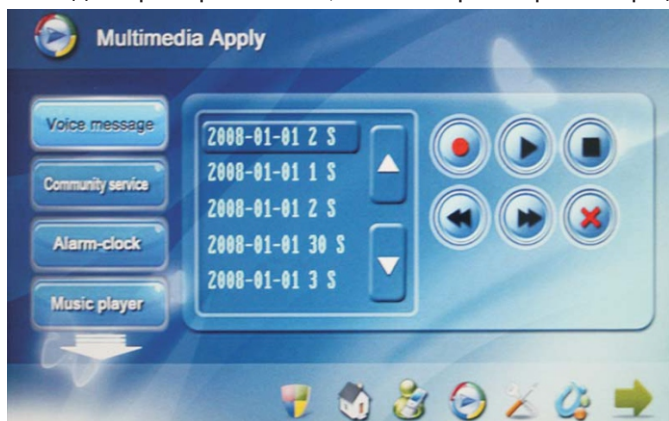 Multimedia Apply
Voice message
Community service
Alarm-clock
Music player
2008-01-01 2 S
2008-01-01 1 S
2008-01-01 2 S
2008-01-01 30 S
2008-01-01 3 S